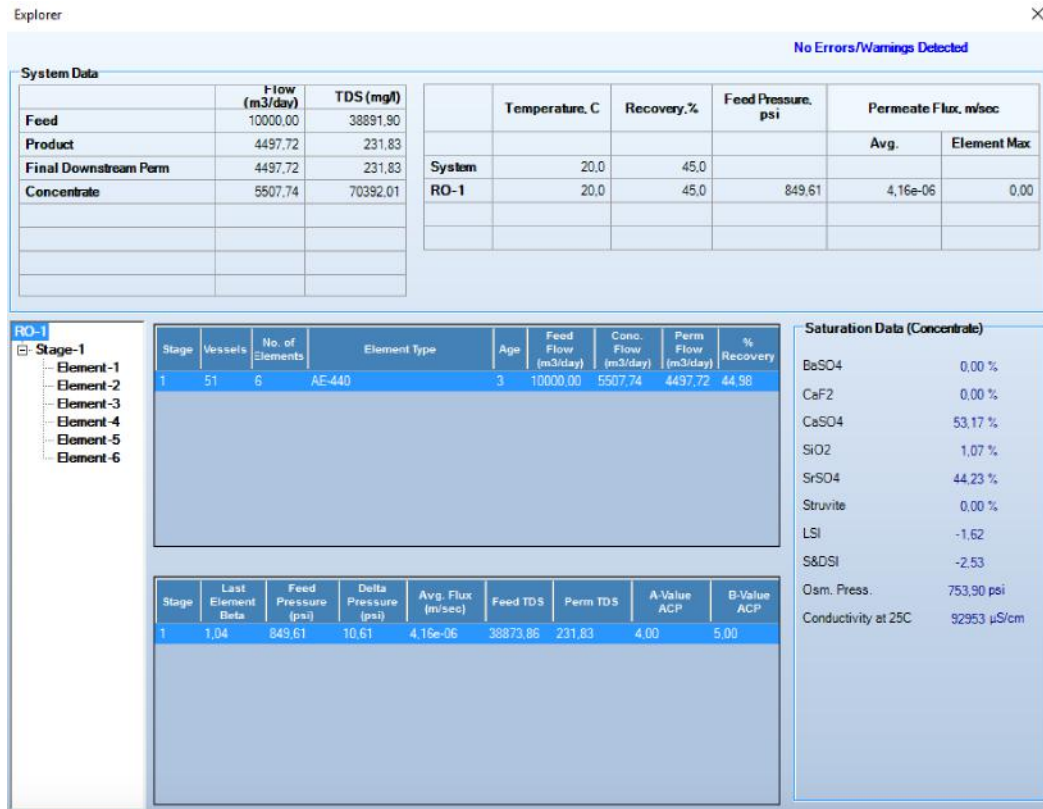 Explorer
No Errors/Warnings Detected
System Data
Flow (m3/day) TDS (mg/l)
Feed 10000,00 38891,90
Product 4497,72 231,83
Final Downstream Perm 4497,72 231,83
Concentrate 5507,74 70392,01
Temperature, C Recovery,% Feed Pressure, psi Permeate Flux, m/sec
Avg. Element Max
System 20,0 45,0
RO-1 20,0 45,0 849,61 4,16e-06 0,00
RO-1
Stage-1
Element-1
Element-2
Element-3
Element-4
Element-5
Element-6
Stage Vessels No. of Elements Element Type Age Feed Flow (m3/day) Conc. Flow (m3/day) Perm Flow (m3/day) % Recovery
1 51 6 AE-440 3 10000,00 5507,74 4497,72 44,98
Stage Last Element Beta Feed Pressure (psi) Delta Pressure (psi) Avg. Flux (m/sec) Feed TDS Perm TDS A-Value ACP B-Value ACP
1 1,04 849,61 10,61 4,16e-06 38873,86 231,83 4,00 5,00
Saturation Data (Concentrate)
BaSO4 0,00 %
CaF2 0,00 %
CaSO4 53,17 %
SiO2 1,07 %
SrSO4 44,23 %
Struvite 0,00 %
LSI -1,62
S&DSI -2,53
Osm. Press. 753,90 psi
Conductivity at 25C 92953 µS/cm